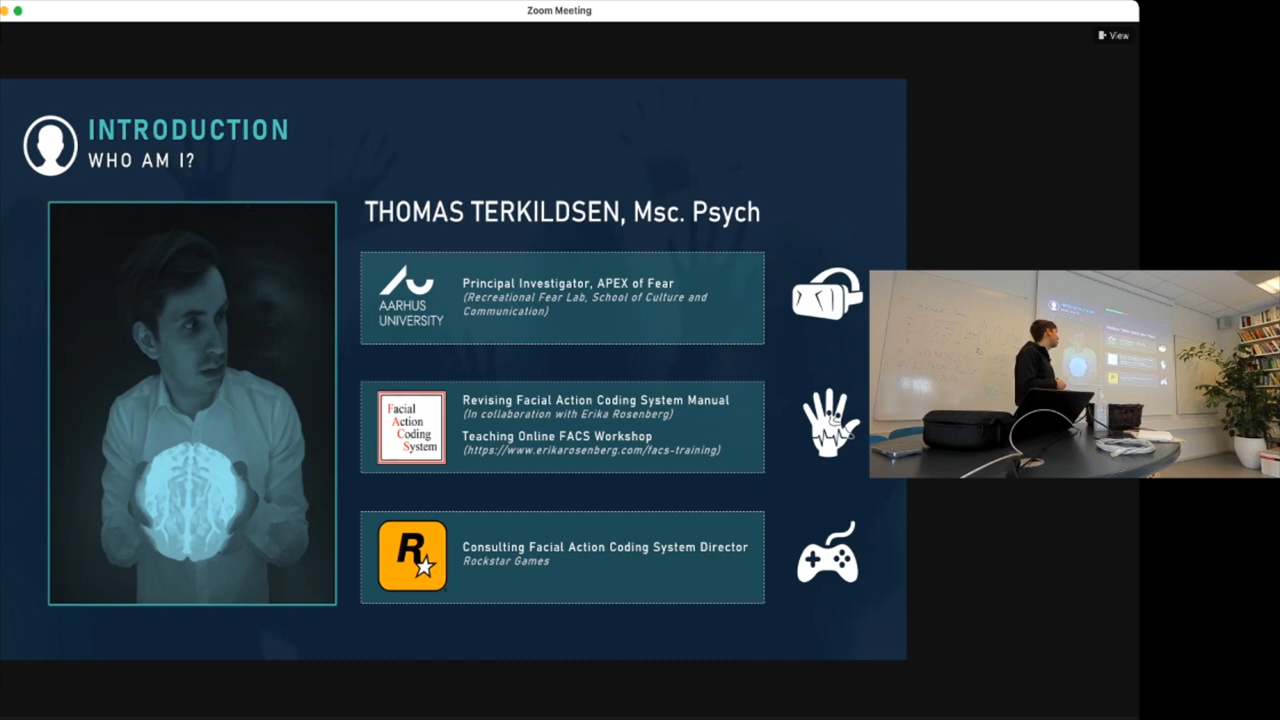 Zoom Meeting
View
INTRODUCTION
WHO AM I?
THOMAS TERKILDSEN, Msc. Psych
AARHUS
UNIVERSITY
Principal Investigator, APEX of Fear
(Recreational Fear Lab, School of Culture and
Communication)
Facial
Action
Coding
System
Revising Facial Action Coding System Manual
(In collaboration with Erika Rosenberg)
Teaching Online FACS Workshop
(https://www.erikarosenberg.com/facs-training)
R
Consulting Facial Action Coding System Director
Rockstar Games